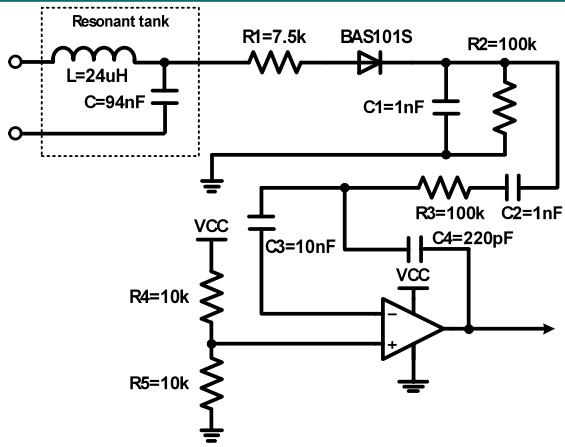 Resonant tank
R1=7.5k
BAS101S
R2=100k
L=24uH
C=94nF
C1=1nF
R3=100k
C2=1nF
VCC
C3=10nF
C4=220pF
VCC
R4=10k
−
+
R5=10k